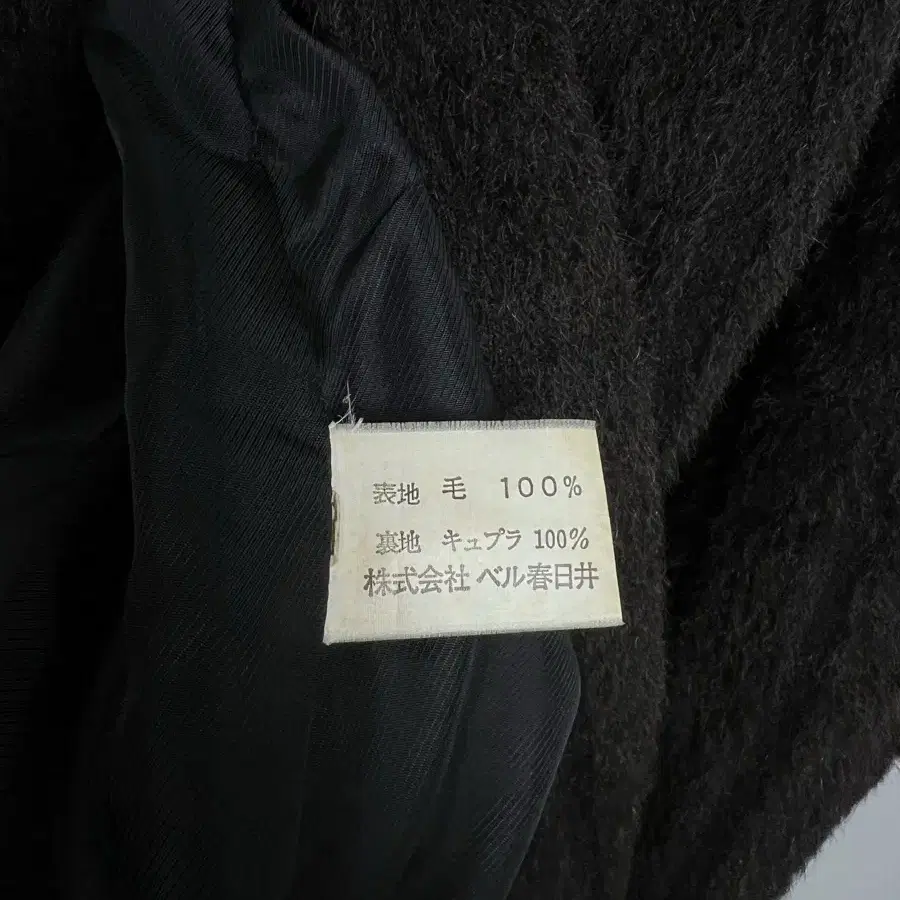 表地 毛 100%
裏地 キュプラ 100%
株式会社 ベル春日井